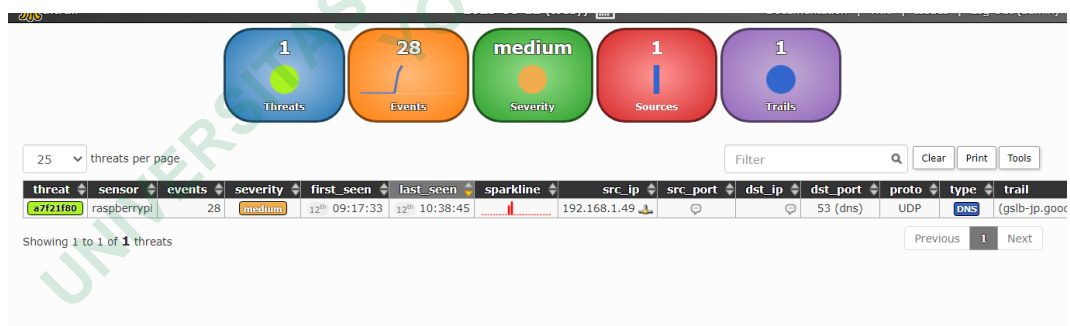 1
28
medium
1
1
Threats
Events
Severity
Sources
Trails
25 threats per page
Filter
Clear
Print
Tools
threat sensor events severity first_seen last_seen sparkline src_ip src_port dst_ip dst_port proto type trail
a7f21f80 raspberrypi 28 medium 12th 09:17:33 12th 10:38:45 192.168.1.49 53 (dns) UDP DNS (gslb-jp.good
Showing 1 to 1 of 1 threats
Previous 1 Next
UNIVERSITAS